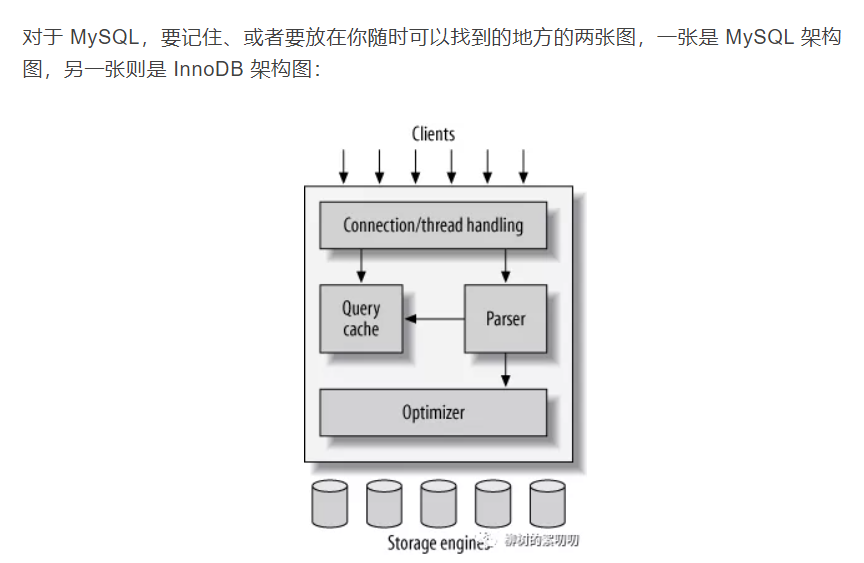 对于 MySQL，要记住、或者要放在你随时可以找到的地方的两张图，一张是 MySQL 架构
图，另一张则是 InnoDB 架构图：
Clients
Connection/thread handling
Query
cache
Parser
Optimizer
Storage engines
柳树的絮叨叨